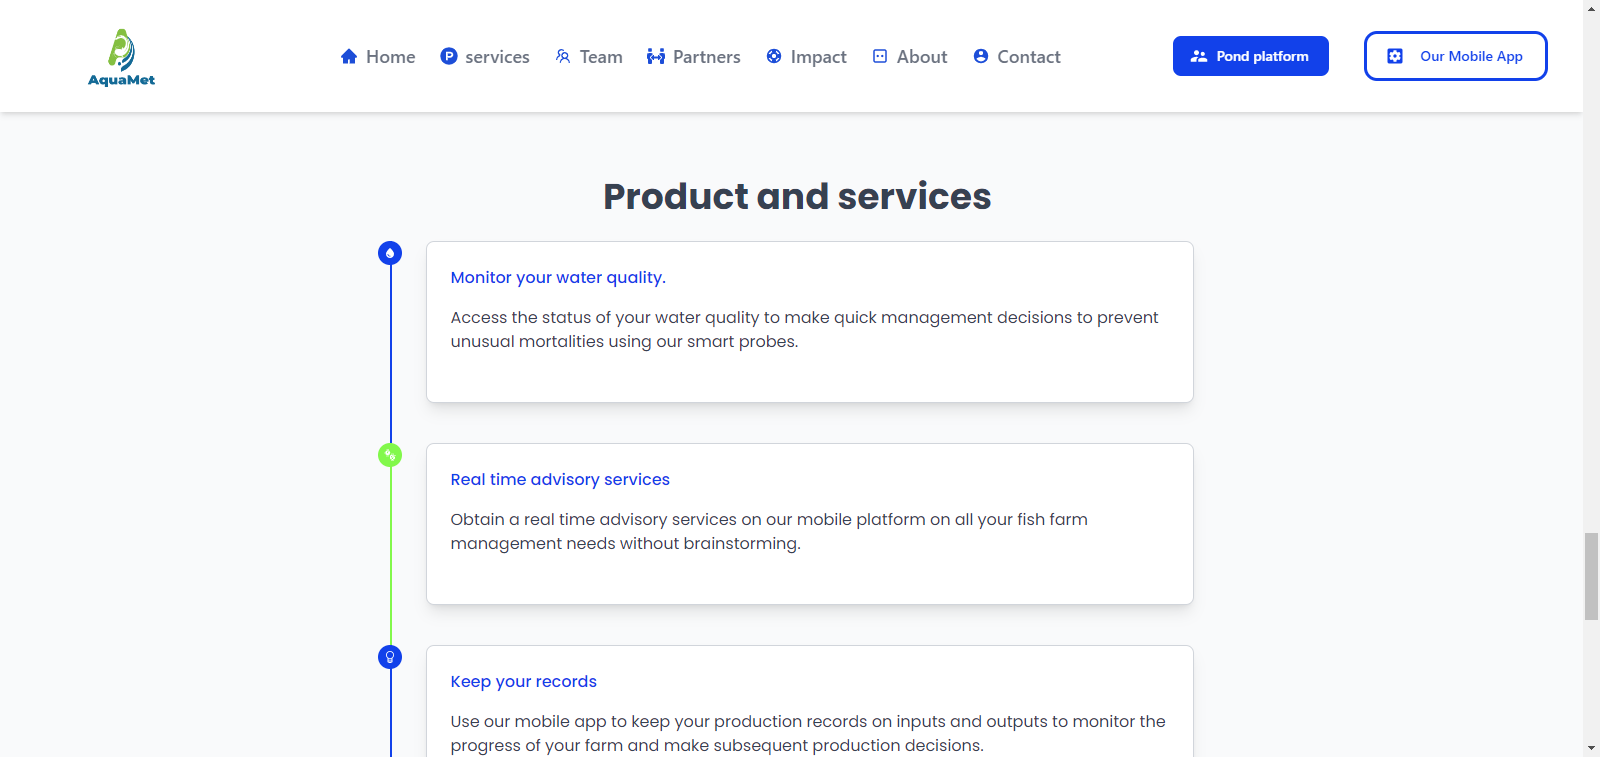 AquaMet
Home
services
Team
Partners
Impact
About
Contact
Pond platform
Our Mobile App
Product and services
Monitor your water quality.
Access the status of your water quality to make quick management decisions to prevent
unusual mortalities using our smart probes.
Real time advisory services
Obtain a real time advisory services on our mobile platform on all your fish farm
management needs without brainstorming.
Keep your records
Use our mobile app to keep your production records on inputs and outputs to monitor the
progress of your farm and make subsequent production decisions.